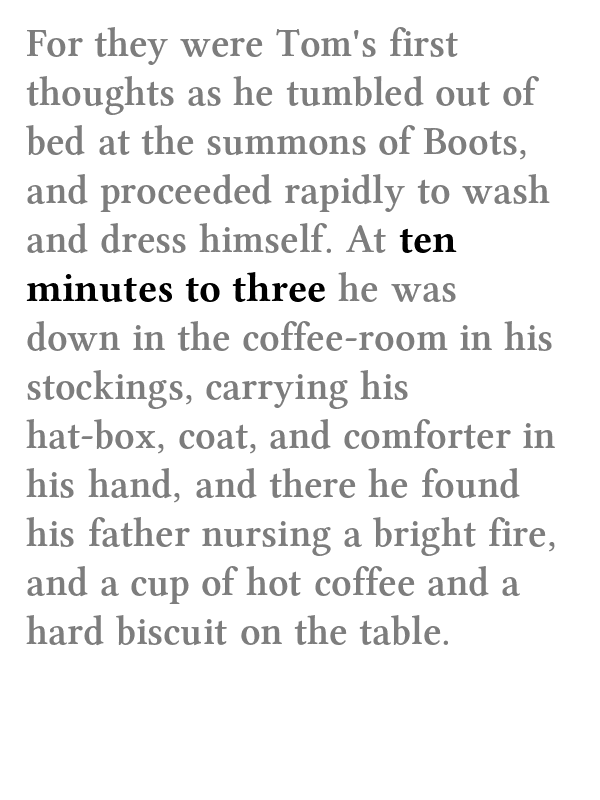 For they were Tom's first
thoughts as he tumbled out of
bed at the summons of Boots,
and proceeded rapidly to wash
and dress himself. At ten
minutes to three he was
down in the coffee-room in his
stockings, carrying his
hat-box, coat, and comforter in
his hand, and there he found
his father nursing a bright fire,
and a cup of hot coffee and a
hard biscuit on the table.